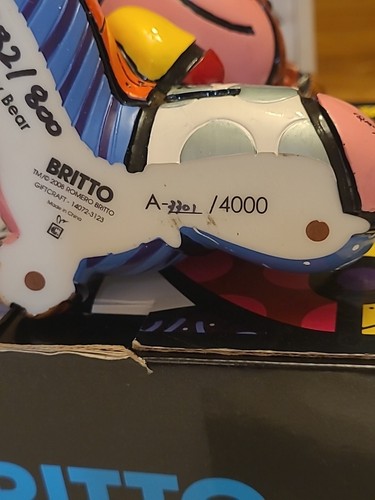 32/800
Bear
BRITTO
TM/© 2006 ROMERO BRITTO
GIFTCRAFT · 14072-3123
Made in China
A-2301/4000
BRITTO